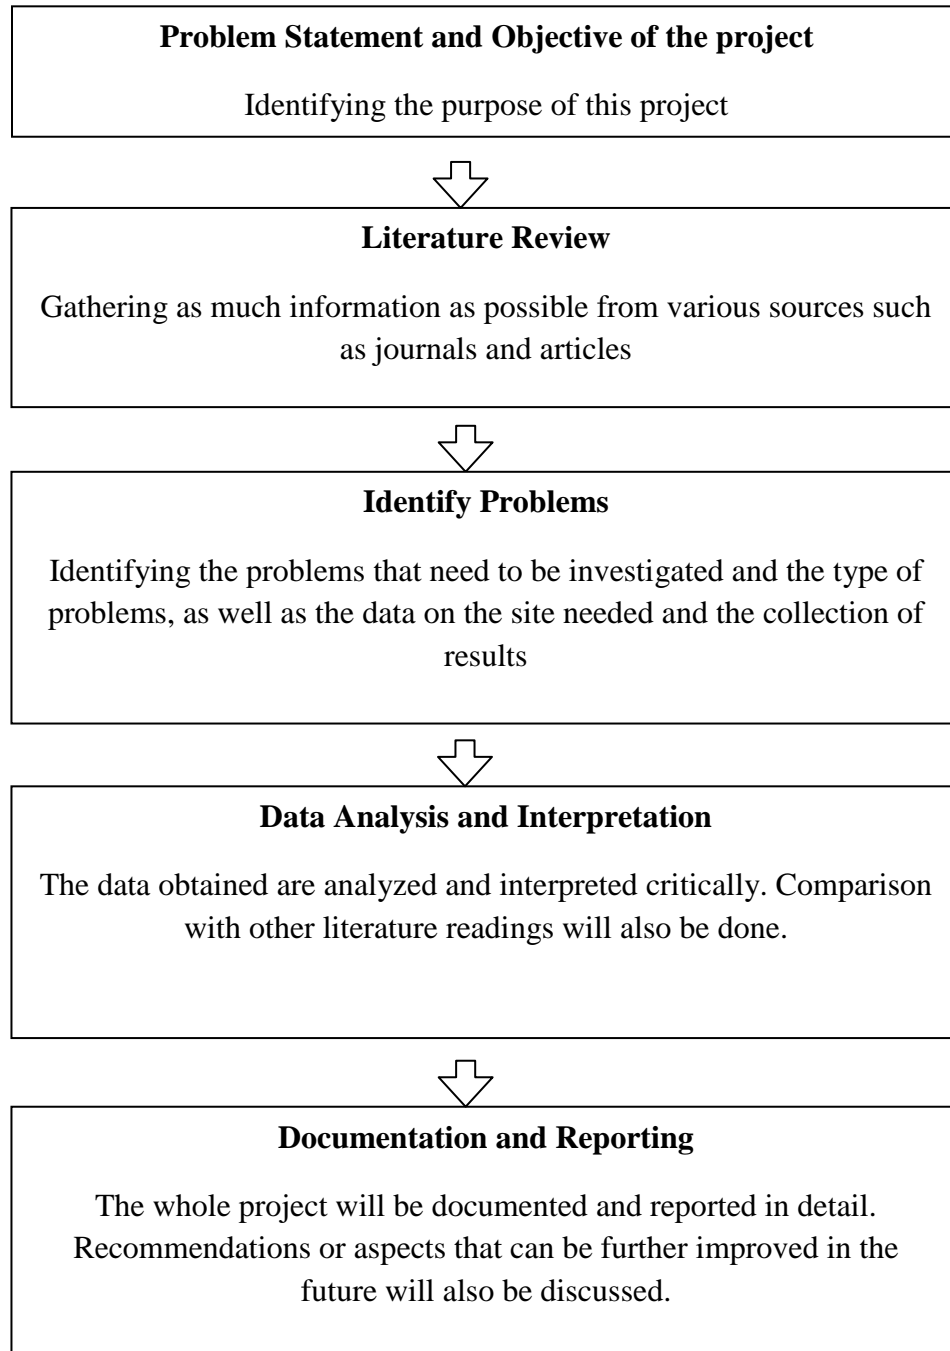 Problem Statement and Objective of the project
Identifying the purpose of this project
Literature Review
Gathering as much information as possible from various sources such
as journals and articles
Identify Problems
Identifying the problems that need to be investigated and the type of
problems, as well as the data on the site needed and the collection of
results
Data Analysis and Interpretation
The data obtained are analyzed and interpreted critically. Comparison
with other literature readings will also be done.
Documentation and Reporting
The whole project will be documented and reported in detail.
Recommendations or aspects that can be further improved in the
future will also be discussed.